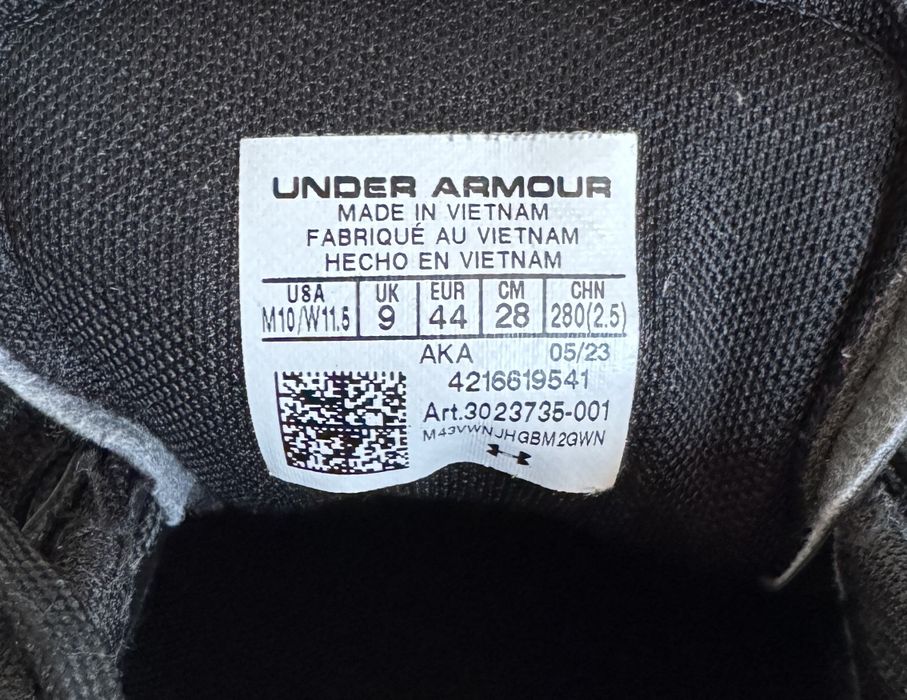 UNDER ARMOUR
MADE IN VIETNAM
FABRIQUÉ AU VIETNAM
HECHO EN VIETNAM
USA UK EUR CM CHN
M10/W11.5 9 44 28 280(2.5)
AKA 05/23
4216619541
Art.3023735-001
M43VWNJHGBM2GWN